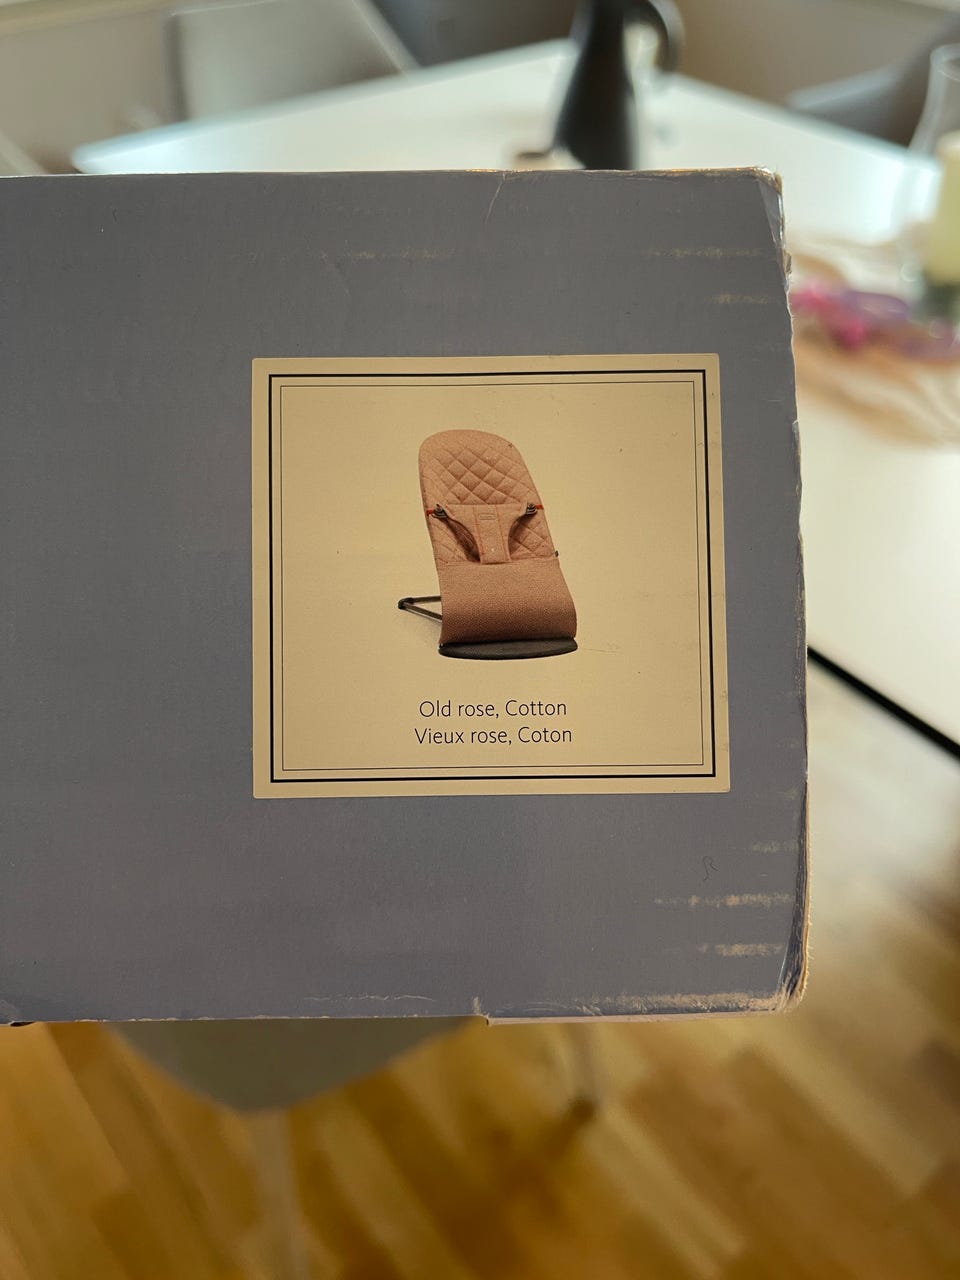 Old rose, Cotton
Vieux rose, Coton